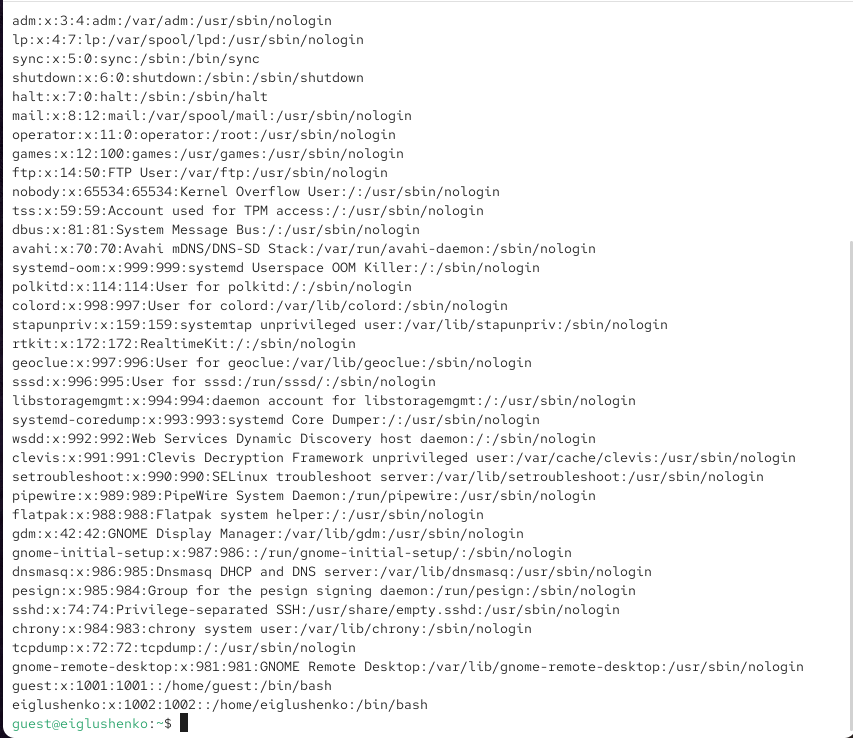 adm:x:3:4:adm:/var/adm:/usr/sbin/nologin
lp:x:4:7:lp:/var/spool/lpd:/usr/sbin/nologin
sync:x:5:0:sync:/sbin:/bin/sync
shutdown:x:6:0:shutdown:/sbin:/sbin/shutdown
halt:x:7:0:halt:/sbin:/sbin/halt
mail:x:8:12:mail:/var/spool/mail:/usr/sbin/nologin
operator:x:11:0:operator:/root:/usr/sbin/nologin
games:x:12:100:games:/usr/games:/usr/sbin/nologin
ftp:x:14:50:FTP User:/var/ftp:/usr/sbin/nologin
nobody:x:65534:65534:Kernel Overflow User:/:/usr/sbin/nologin
tss:x:59:59:Account used for TPM access:/:/usr/sbin/nologin
dbus:x:81:81:System Message Bus:/:/usr/sbin/nologin
avahi:x:70:70:Avahi mDNS/DNS-SD Stack:/var/run/avahi-daemon:/sbin/nologin
systemd-oom:x:999:999:systemd Userspace OOM Killer:/:/sbin/nologin
polkitd:x:114:114:User for polkitd:/:/sbin/nologin
colord:x:998:997:User for colord:/var/lib/colord:/sbin/nologin
stapunpriv:x:159:159:systemtap unprivileged user:/var/lib/stapunpriv:/sbin/nologin
rtkit:x:172:172:RealtimeKit:/:/sbin/nologin
geoclue:x:997:996:User for geoclue:/var/lib/geoclue:/sbin/nologin
sssd:x:996:995:User for sssd:/run/sssd/:/sbin/nologin
libstoragemgmt:x:994:994:daemon account for libstoragemgmt:/:/usr/sbin/nologin
systemd-coredump:x:993:993:systemd Core Dumper:/:/usr/sbin/nologin
wsdd:x:992:992:Web Services Dynamic Discovery host daemon:/:/sbin/nologin
clevis:x:991:991:Clevis Decryption Framework unprivileged user:/var/cache/clevis:/usr/sbin/nologin
setroubleshoot:x:990:990:SELinux troubleshoot server:/var/lib/setroubleshoot:/usr/sbin/nologin
pipewire:x:989:989:PipeWire System Daemon:/run/pipewire:/usr/sbin/nologin
flatpak:x:988:988:Flatpak system helper:/:/usr/sbin/nologin
gdm:x:42:42:GNOME Display Manager:/var/lib/gdm:/usr/sbin/nologin
gnome-initial-setup:x:987:986::/run/gnome-initial-setup/:/sbin/nologin
dnsmasq:x:986:985:Dnsmasq DHCP and DNS server:/var/lib/dnsmasq:/usr/sbin/nologin
pesign:x:985:984:Group for the pesign signing daemon:/run/pesign:/sbin/nologin
sshd:x:74:74:Privilege-separated SSH:/usr/share/empty.sshd:/usr/sbin/nologin
chrony:x:984:983:chrony system user:/var/lib/chrony:/sbin/nologin
tcpdump:x:72:72:tcpdump:/:/usr/sbin/nologin
gnome-remote-desktop:x:981:981:GNOME Remote Desktop:/var/lib/gnome-remote-desktop:/usr/sbin/nologin
guest:x:1001:1001::/home/guest:/bin/bash
eiglushenko:x:1002:1002::/home/eiglushenko:/bin/bash
guest@eiglushenko:~$